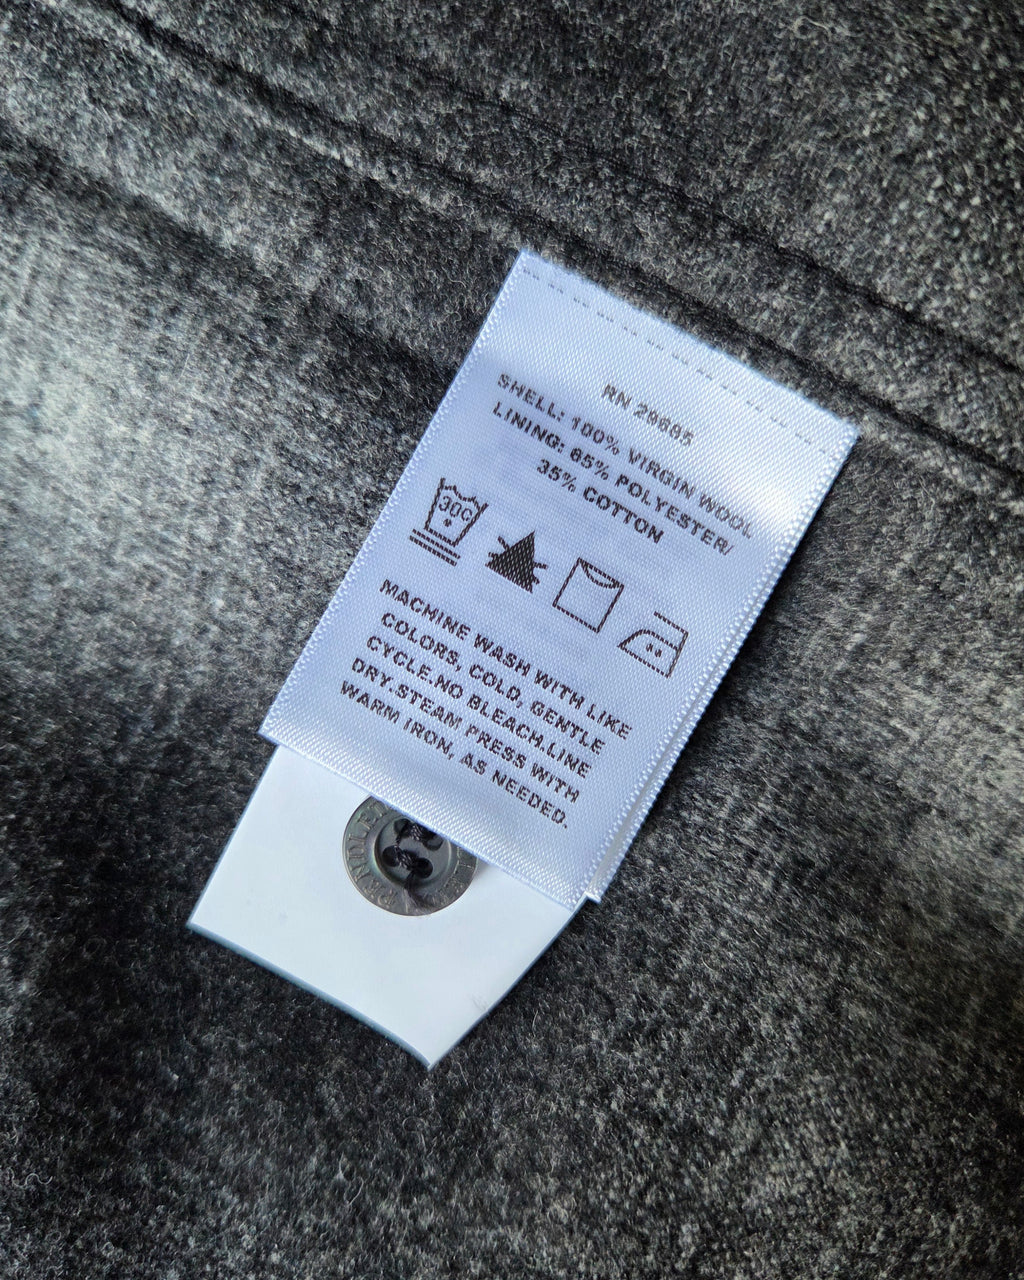 RN 29685
SHELL: 100% VIRGIN WOOL
LINING: 65% POLYESTER/
35% COTTON
30C
MACHINE WASH WITH LIKE
COLORS, COLD, GENTLE
CYCLE.NO BLEACH.LINE
DRY.STEAM PRESS WITH
WARM IRON, AS NEEDED.